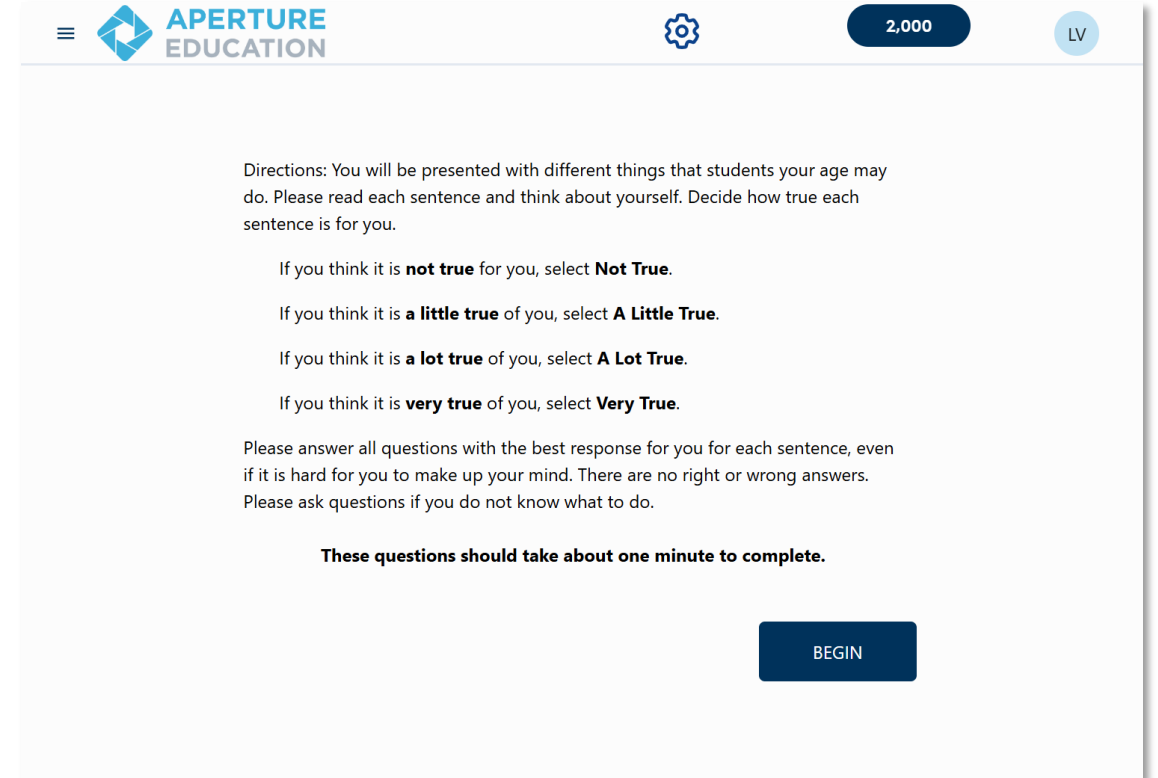 APERTURE
EDUCATION
2,000
LV
Directions: You will be presented with different things that students your age may
do. Please read each sentence and think about yourself. Decide how true each
sentence is for you.
If you think it is not true for you, select Not True.
If you think it is a little true of you, select A Little True.
If you think it is a lot true of you, select A Lot True.
If you think it is very true of you, select Very True.
Please answer all questions with the best response for you for each sentence, even
if it is hard for you to make up your mind. There are no right or wrong answers.
Please ask questions if you do not know what to do.
These questions should take about one minute to complete.
BEGIN